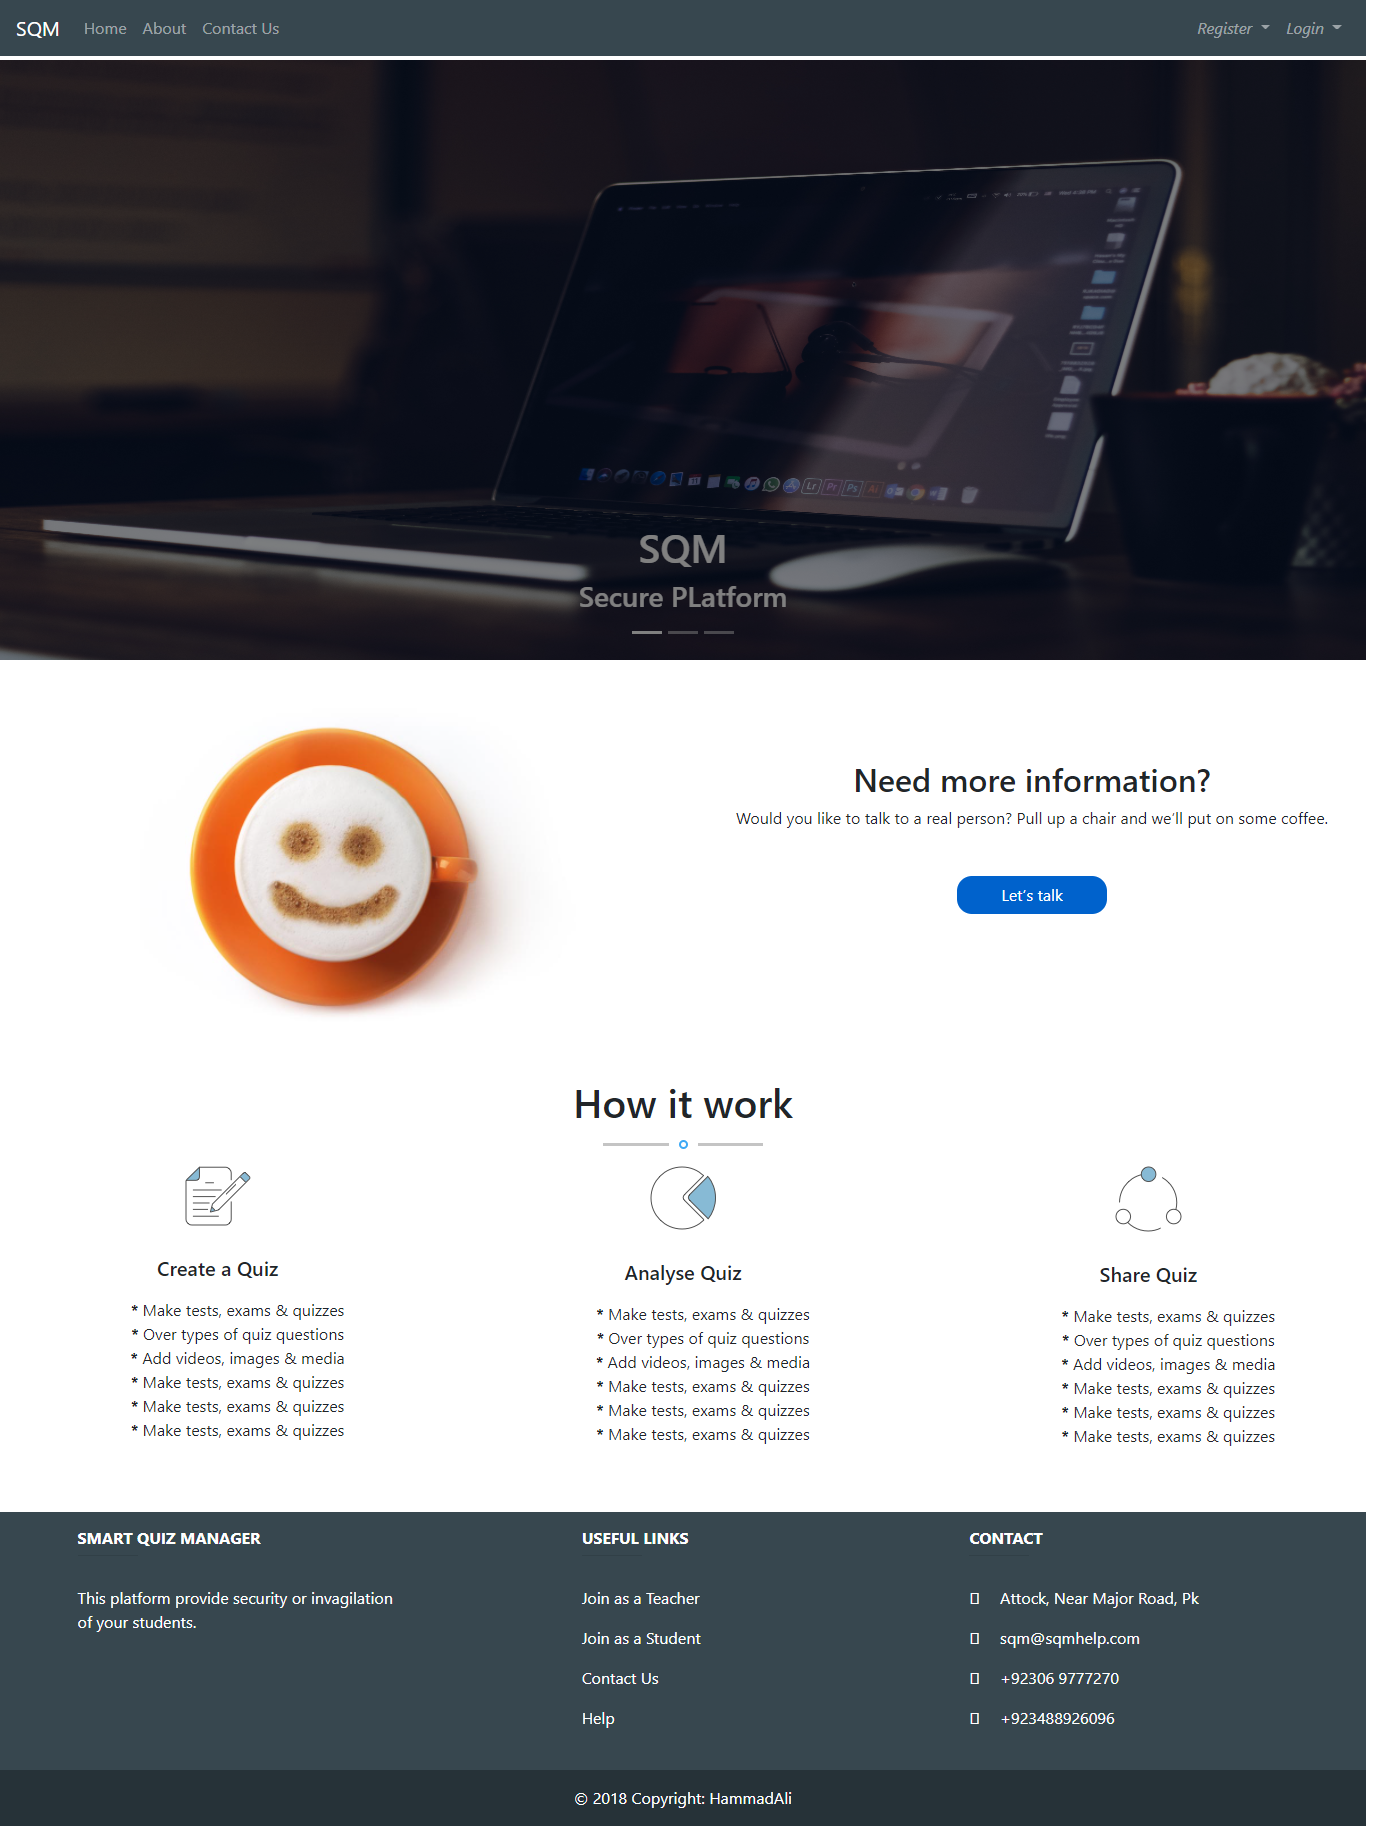 SQM Home About Contact Us Register Login
SQM
Secure PLatform
Need more information?
Would you like to talk to a real person? Pull up a chair and we'll put on some coffee.
Let's talk
How it work
Create a Quiz
* Make tests, exams & quizzes
* Over types of quiz questions
* Add videos, images & media
* Make tests, exams & quizzes
* Make tests, exams & quizzes
* Make tests, exams & quizzes
Analyse Quiz
* Make tests, exams & quizzes
* Over types of quiz questions
* Add videos, images & media
* Make tests, exams & quizzes
* Make tests, exams & quizzes
* Make tests, exams & quizzes
Share Quiz
* Make tests, exams & quizzes
* Over types of quiz questions
* Add videos, images & media
* Make tests, exams & quizzes
* Make tests, exams & quizzes
* Make tests, exams & quizzes
SMART QUIZ MANAGER
This platform provide security or invagilation
of your students.
USEFUL LINKS
Join as a Teacher
Join as a Student
Contact Us
Help
CONTACT
Attock, Near Major Road, Pk
sqm@sqmhelp.com
+92306 9777270
+923488926096
© 2018 Copyright: HammadAli